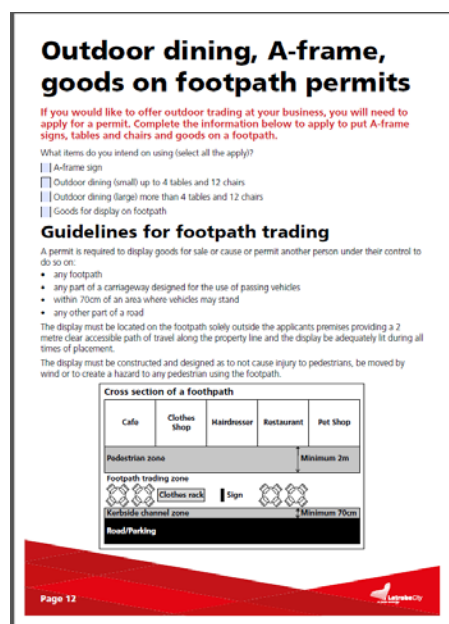 Outdoor dining, A-frame,
goods on footpath permits
If you would like to offer outdoor trading at your business, you will need to
apply for a permit. Complete the information below to apply to put A-frame
signs, tables and chairs and goods on a footpath.
What items do you intend on using (select all the apply)?
A-frame sign
Outdoor dining (small) up to 4 tables and 12 chairs
Outdoor dining (large) more than 4 tables and 12 chairs
Goods for display on footpath
Guidelines for footpath trading
A permit is required to display goods for sale or cause or permit another person under their control to
do so on:
• any footpath
• any part of a carriageway designed for the use of passing vehicles
• within 70cm of an area where vehicles may stand
• any other part of a road
The display must be located on the footpath solely outside the applicants premises providing a 2
metre clear accessible path of travel along the property line and the display be adequately lit during all
times of placement.
The display must be constructed and designed as to not cause injury to pedestrians, be moved by
wind or to create a hazard to any pedestrian using the footpath.
Cross section of a foothpath
Cafe
Clothes
Shop
Hairdresser
Restaurant
Pet Shop
Pedestrian zone
Minimum 2m
Footpath trading zone
Clothes rack
Sign
Kerbside channel zone
Minimum 70cm
Road/Parking
Page 12
LatrobeCity